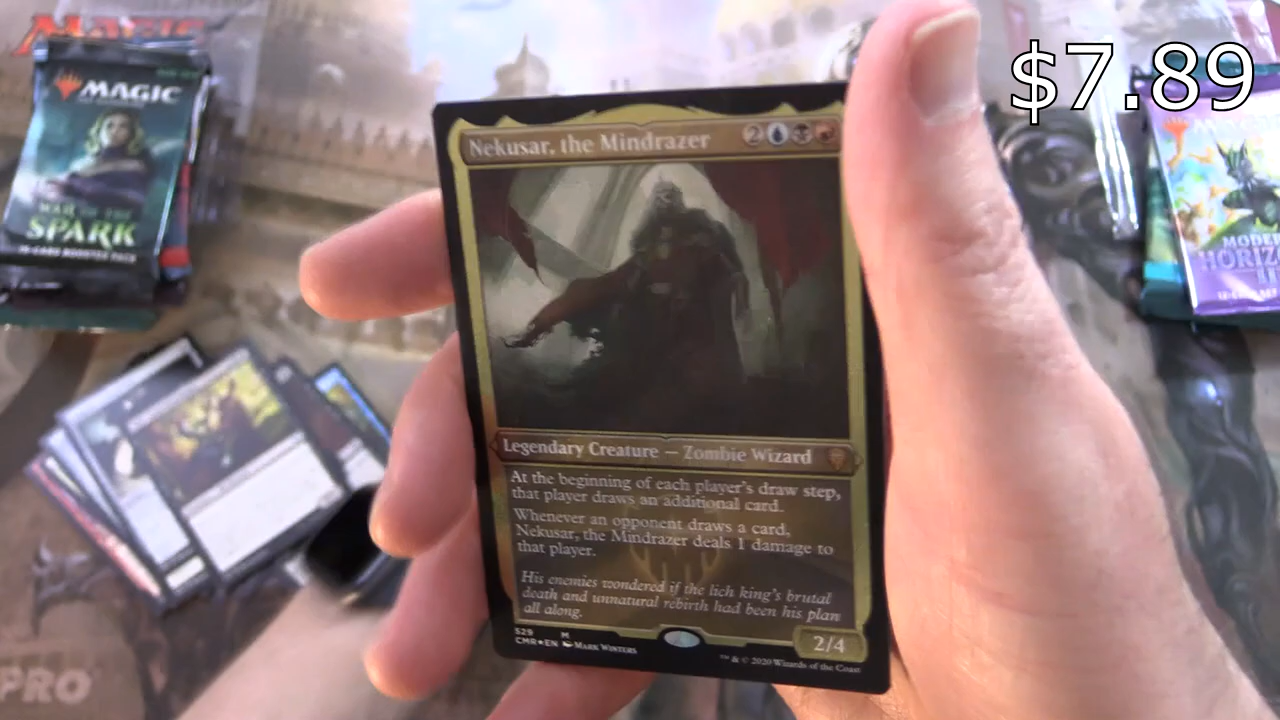 $7.89
MAGIC
MAGIC
WAR OF THE
SPARK
Nekusar, the Mindrazer 2
Legendary Creature — Zombie Wizard
At the beginning of each player's draw step,
that player draws an additional card.
Whenever an opponent draws a card,
Nekusar, the Mindrazer deals 1 damage to
that player.
His enemies wondered if the lich king's brutal
death and unnatural rebirth had been his plan
all along.
2/4
529 M
CMR★EN MARK WINTERS
™ & © 2020 Wizards of the Coast
MODER
HORIZO
PRO